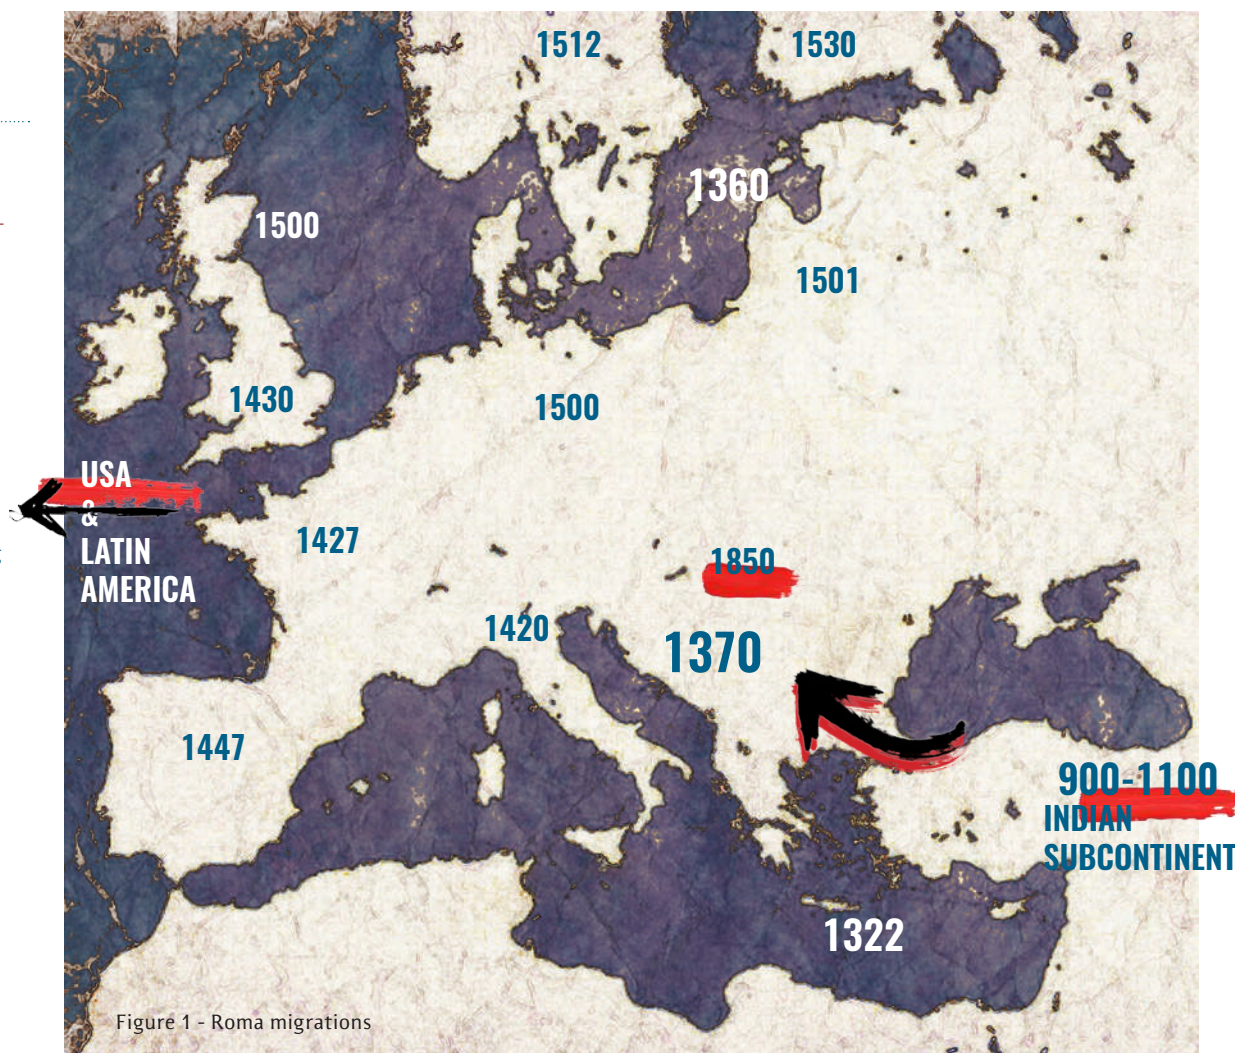 1512
1530
1360
1500
1501
1430
1500
USA
&
LATIN
AMERICA
1427
1850
1420
1370
1447
900-1100
INDIAN
SUBCONTINENT
1322
Figure 1 - Roma migrations